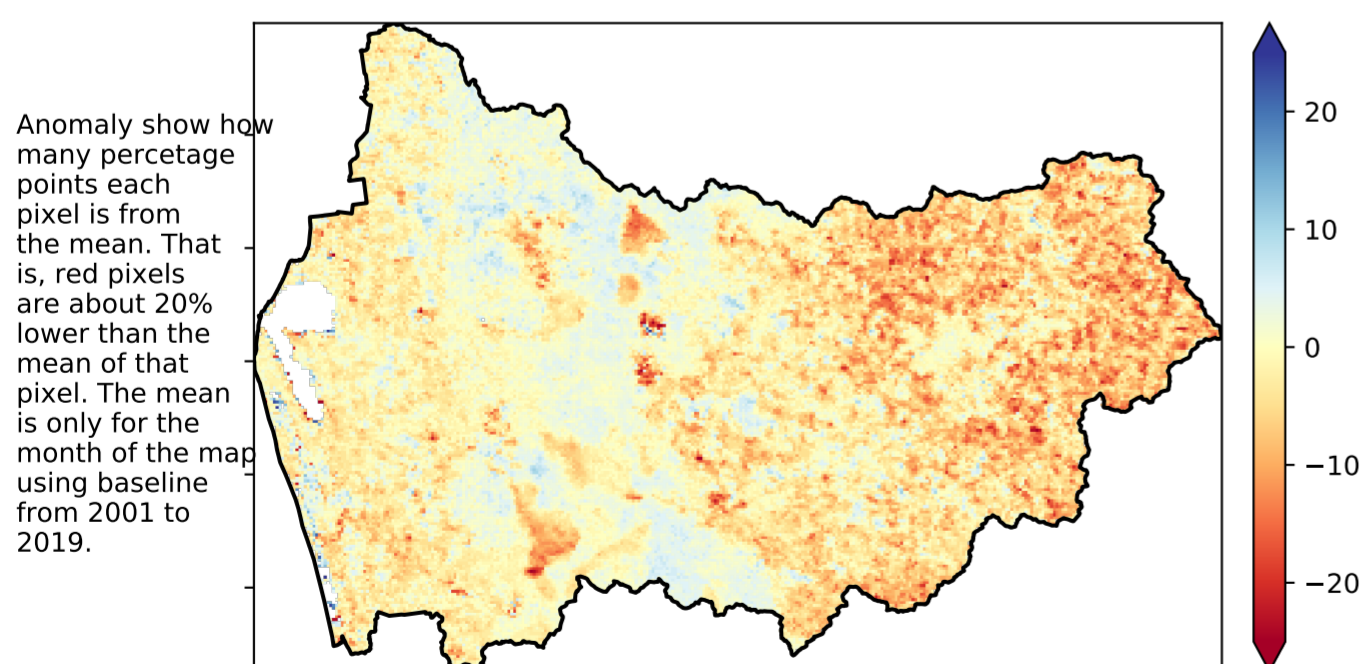 Anomaly show how
many percetage
points each
pixel is from
the mean. That
is, red pixels
are about 20%
lower than the
mean of that
pixel. The mean
is only for the
month of the map
using baseline
from 2001 to
2019.
20
10
0
−10
−20